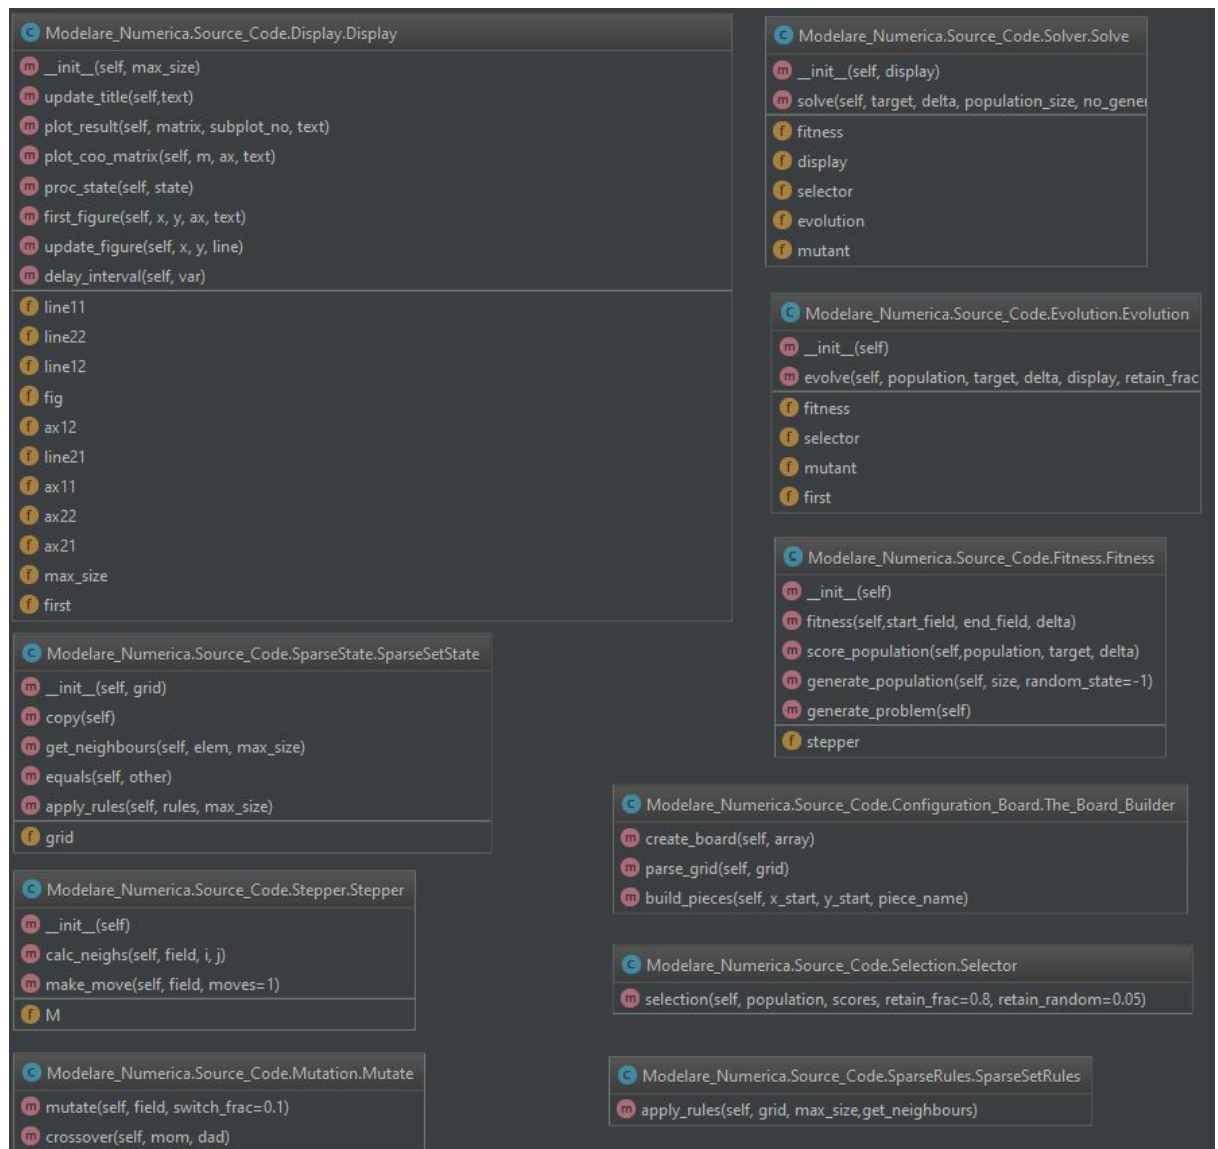 Modelare_Numerica.Source_Code.Display.Display
__init__(self, max_size)
update_title(self,text)
plot_result(self, matrix, subplot_no, text)
plot_coo_matrix(self, m, ax, text)
proc_state(self, state)
first_figure(self, x, y, ax, text)
update_figure(self, x, y, line)
delay_interval(self, var)
line11
line22
line12
fig
ax12
line21
ax11
ax22
ax21
max_size
first
Modelare_Numerica.Source_Code.SparseState.SparseSetState
__init__(self, grid)
copy(self)
get_neighbours(self, elem, max_size)
equals(self, other)
apply_rules(self, rules, max_size)
grid
Modelare_Numerica.Source_Code.Stepper.Stepper
__init__(self)
calc_neighs(self, field, i, j)
make_move(self, field, moves=1)
M
Modelare_Numerica.Source_Code.Mutation.Mutate
mutate(self, field, switch_frac=0.1)
crossover(self, mom, dad)
Modelare_Numerica.Source_Code.Solver.Solve
__init__(self, display)
solve(self, target, delta, population_size, no_gene
fitness
display
selector
evolution
mutant
Modelare_Numerica.Source_Code.Evolution.Evolution
__init__(self)
evolve(self, population, target, delta, display, retain_frac
fitness
selector
mutant
first
Modelare_Numerica.Source_Code.Fitness.Fitness
__init__(self)
fitness(self,start_field, end_field, delta)
score_population(self,population, target, delta)
generate_population(self, size, random_state=-1)
generate_problem(self)
stepper
Modelare_Numerica.Source_Code.Configuration_Board.The_Board_Builder
create_board(self, array)
parse_grid(self, grid)
build_pieces(self, x_start, y_start, piece_name)
Modelare_Numerica.Source_Code.Selection.Selector
selection(self, population, scores, retain_frac=0.8, retain_random=0.05)
Modelare_Numerica.Source_Code.SparseRules.SparseSetRules
apply_rules(self, grid, max_size,get_neighbours)